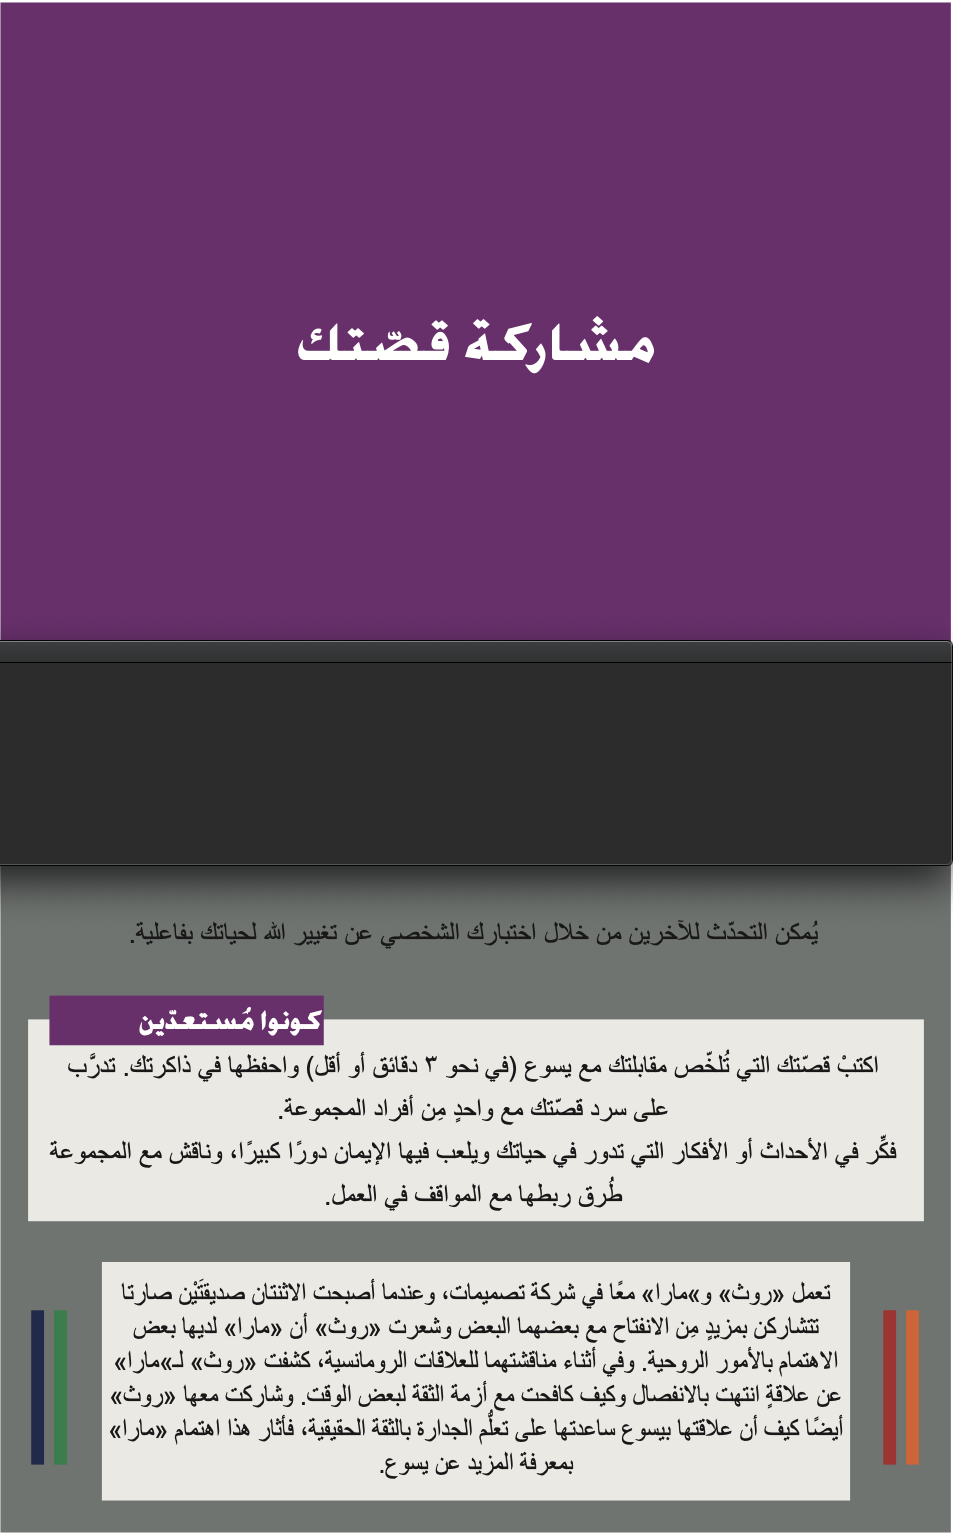 مشاركة قصّتك
يُمكن التحدّث للآخرين من خلال اختبارك الشخصي عن تغيير الله لحياتك بفاعلية.
كونوا مُستعدّين
اكتبْ قصّتك التي تُلخّص مقابلتك مع يسوع (في نحو ٣ دقائق أو أقل) واحفظها في ذاكرتك. تدرَّب
على سرد قصّتك مع واحدٍ مِن أفراد المجموعة.
فكِّر في الأحداث أو الأفكار التي تدور في حياتك ويلعب فيها الإيمان دورًا كبيرًا، وناقش مع المجموعة
طُرق ربطها مع المواقف في العمل.
تعمل «روث» و»مارا» معًا في شركة تصميمات، وعندما أصبحت الاثنتان صديقتَيْن صارتا
تتشاركن بمزيدٍ مِن الانفتاح مع بعضهما البعض وشعرت «روث» أن «مارا» لديها بعض
الاهتمام بالأمور الروحية. وفي أثناء مناقشتهما للعلاقات الرومانسية، كشفت «روث» لـ»مارا»
عن علاقةٍ انتهت بالانفصال وكيف كافحت مع أزمة الثقة لبعض الوقت. وشاركت معها «روث»
أيضًا كيف أن علاقتها بيسوع ساعدتها على تعلُّم الجدارة بالثقة الحقيقية، فأثار هذا اهتمام «مارا»
بمعرفة المزيد عن يسوع.